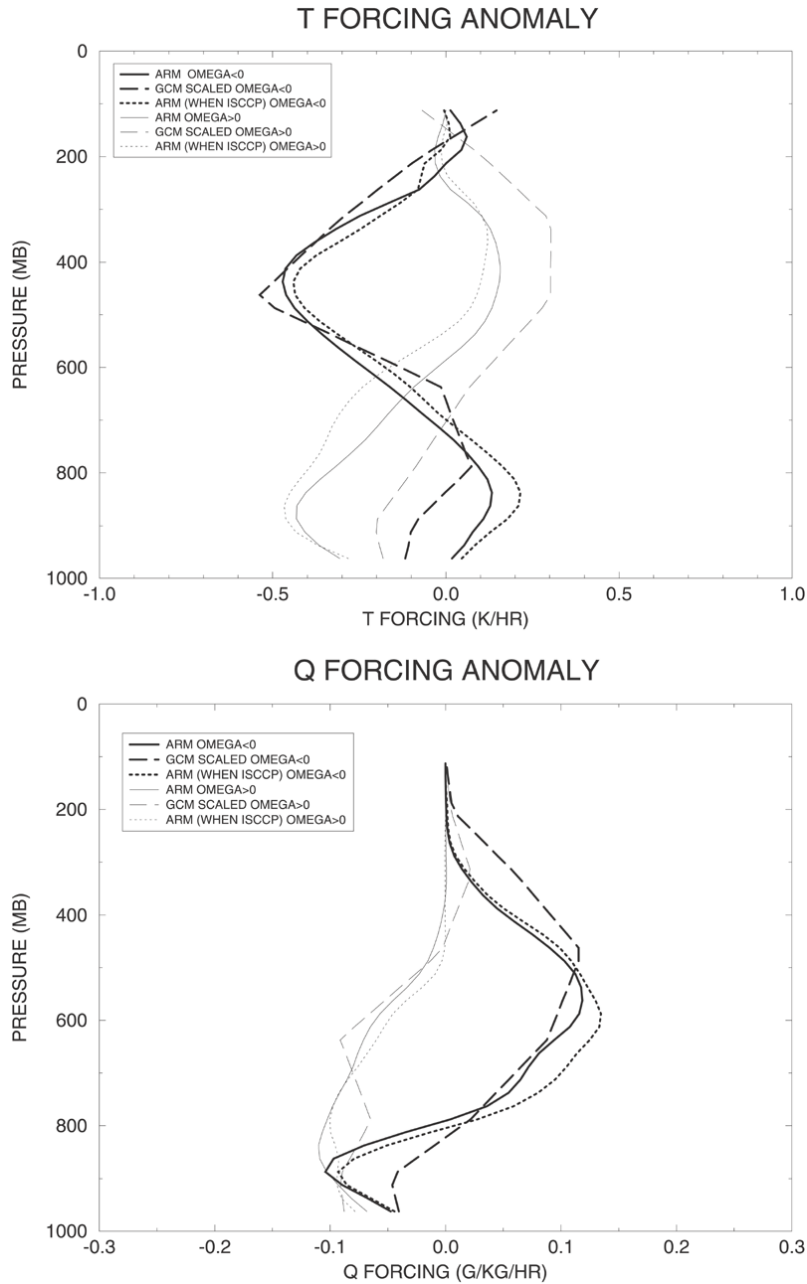 T FORCING ANOMALY
0
ARM OMEGA<0
GCM SCALED OMEGA<0
ARM (WHEN ISCCP) OMEGA<0
ARM OMEGA>0
GCM SCALED OMEGA>0
ARM (WHEN ISCCP) OMEGA>0
200
400
PRESSURE (MB)
600
800
1000
-1.0 -0.5 0.0 0.5 1.0
T FORCING (K/HR)
Q FORCING ANOMALY
0
ARM OMEGA<0
GCM SCALED OMEGA<0
ARM (WHEN ISCCP) OMEGA<0
ARM OMEGA>0
GCM SCALED OMEGA>0
ARM (WHEN ISCCP) OMEGA>0
200
400
PRESSURE (MB)
600
800
1000
-0.3 -0.2 -0.1 0.0 0.1 0.2 0.3
Q FORCING (G/KG/HR)